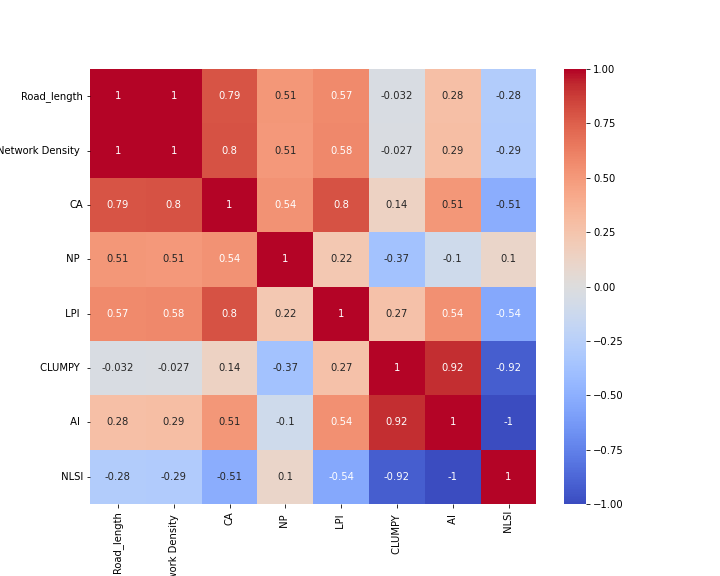 Road_length 1 1 0.79 0.51 0.57 -0.032 0.28 -0.28
Network Density 1 1 0.8 0.51 0.58 -0.027 0.29 -0.29
CA 0.79 0.8 1 0.54 0.8 0.14 0.51 -0.51
NP 0.51 0.51 0.54 1 0.22 -0.37 -0.1 0.1
LPI 0.57 0.58 0.8 0.22 1 0.27 0.54 -0.54
CLUMPY -0.032 -0.027 0.14 -0.37 0.27 1 0.92 -0.92
AI 0.28 0.29 0.51 -0.1 0.54 0.92 1 -1
NLSI -0.28 -0.29 -0.51 0.1 -0.54 -0.92 -1 1
Road_length
work Density
CA
NP
LPI
CLUMPY
AI
NLSI
1.00
0.75
0.50
0.25
0.00
−0.25
−0.50
−0.75
−1.00